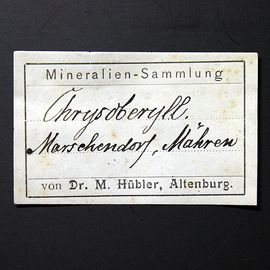 Mineralien-Sammlung
Chrysoberyll.
Marschendorf, Mähren
von Dr. M. Hübler, Altenburg.